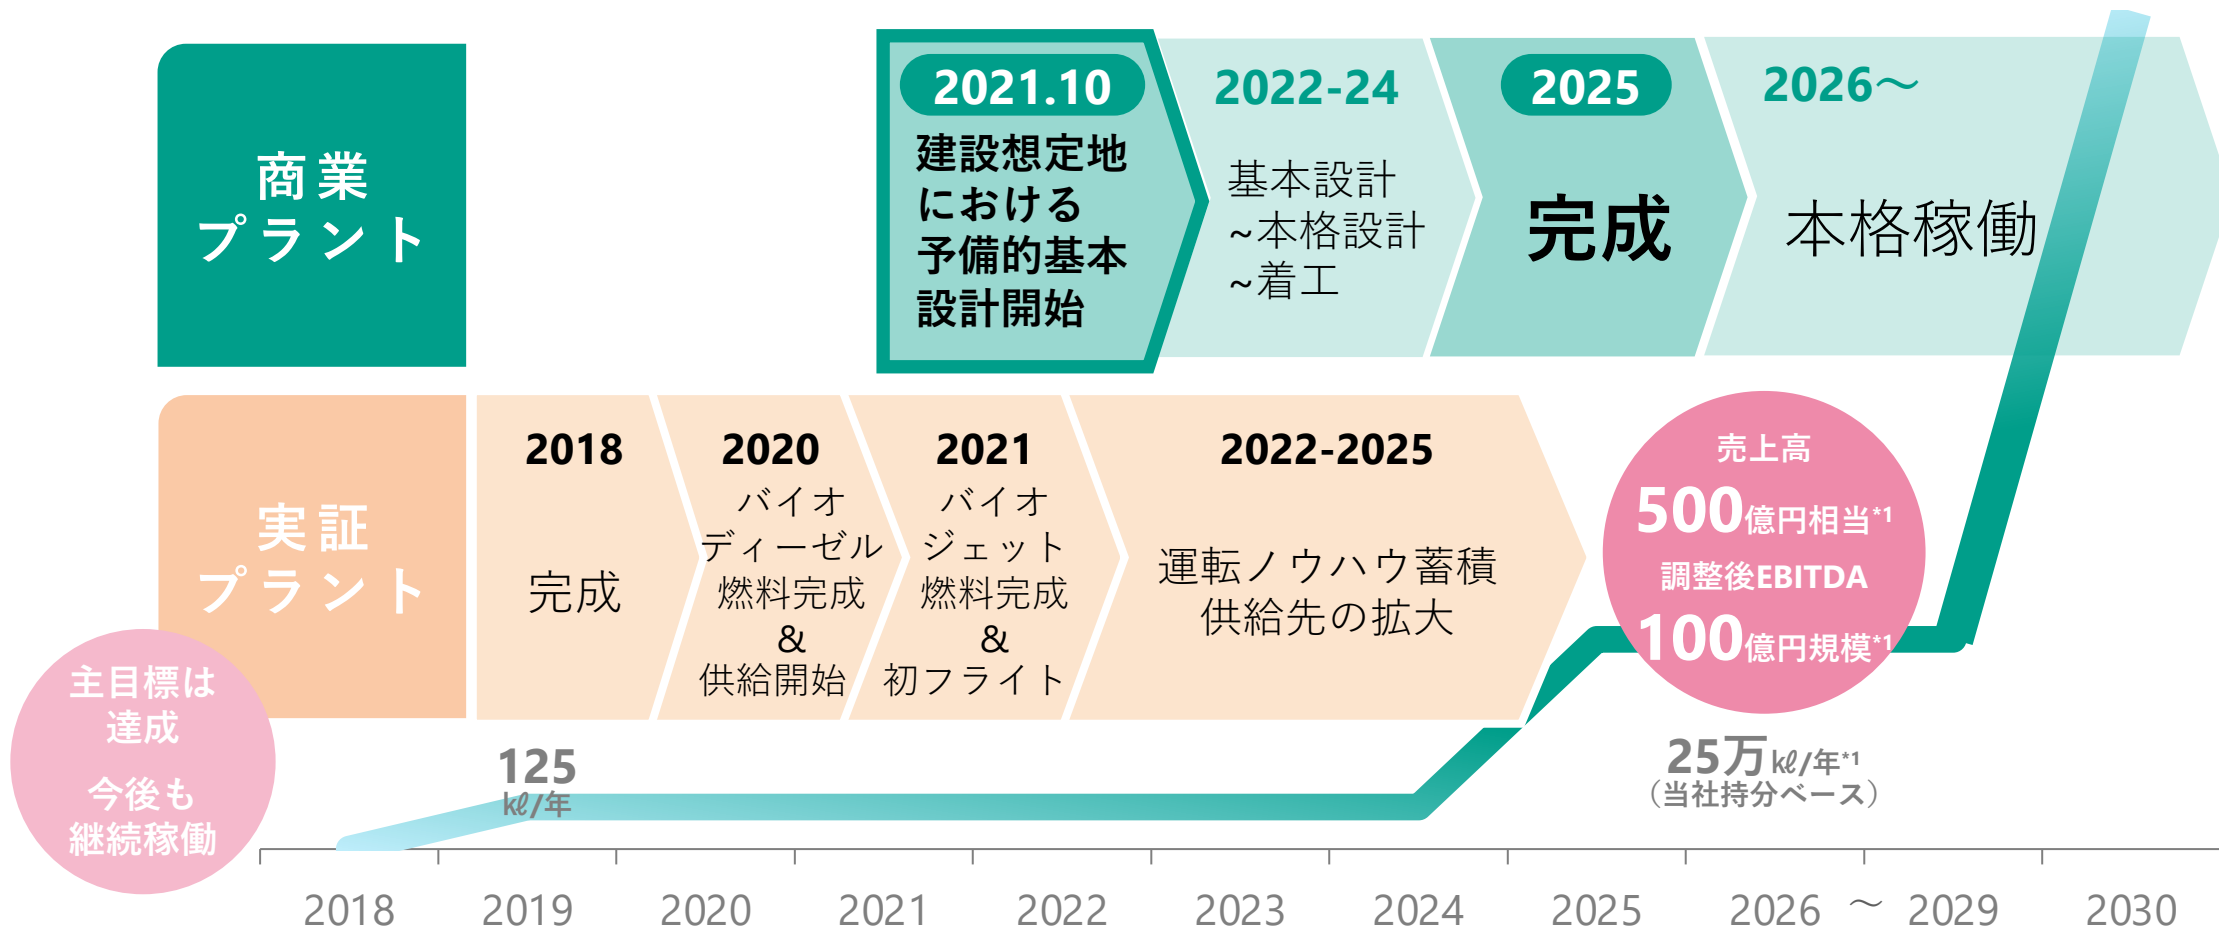 商業
プラント
2021.10
建設想定地
における
予備的基本
設計開始
2022-24
基本設計
~本格設計
~着工
2025
完成
2026～
本格稼働
実証
プラント
2018
完成
2020
バイオ
ディーゼル
燃料完成
&
供給開始
2021
バイオ
ジェット
燃料完成
&
初フライト
2022-2025
運転ノウハウ蓄積
供給先の拡大
売上高
500億円相当*1
調整後EBITDA
100億円規模*1
主目標は
達成
今後も
継続稼働
125
kℓ/年
25万kℓ/年*1
（当社持分ベース）
2018 2019 2020 2021 2022 2023 2024 2025 2026 ～ 2029 2030